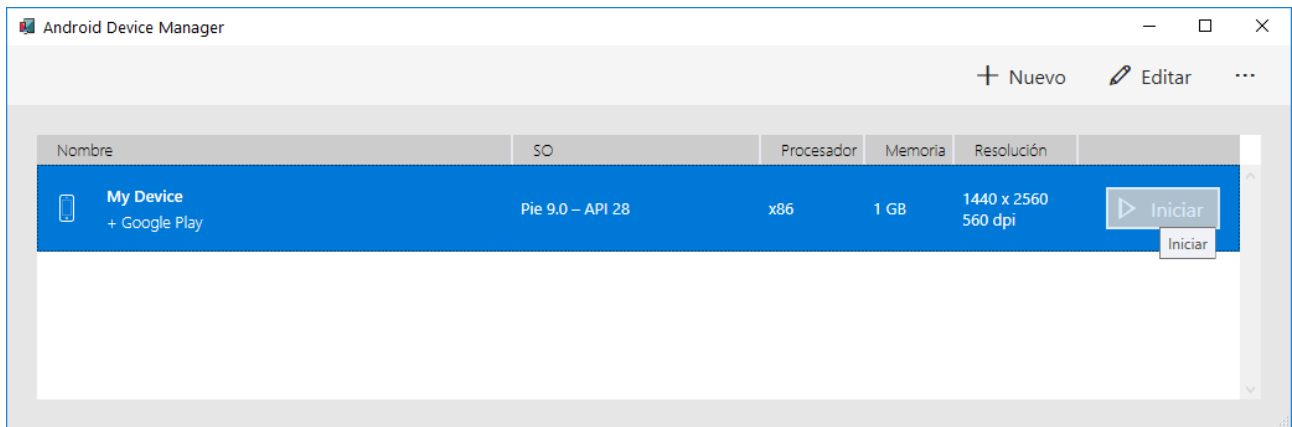 Android Device Manager
+ Nuevo Editar ...
Nombre SO Procesador Memoria Resolución
My Device
+ Google Play
Pie 9.0 – API 28 x86 1 GB
1440 x 2560
560 dpi
Iniciar
Iniciar